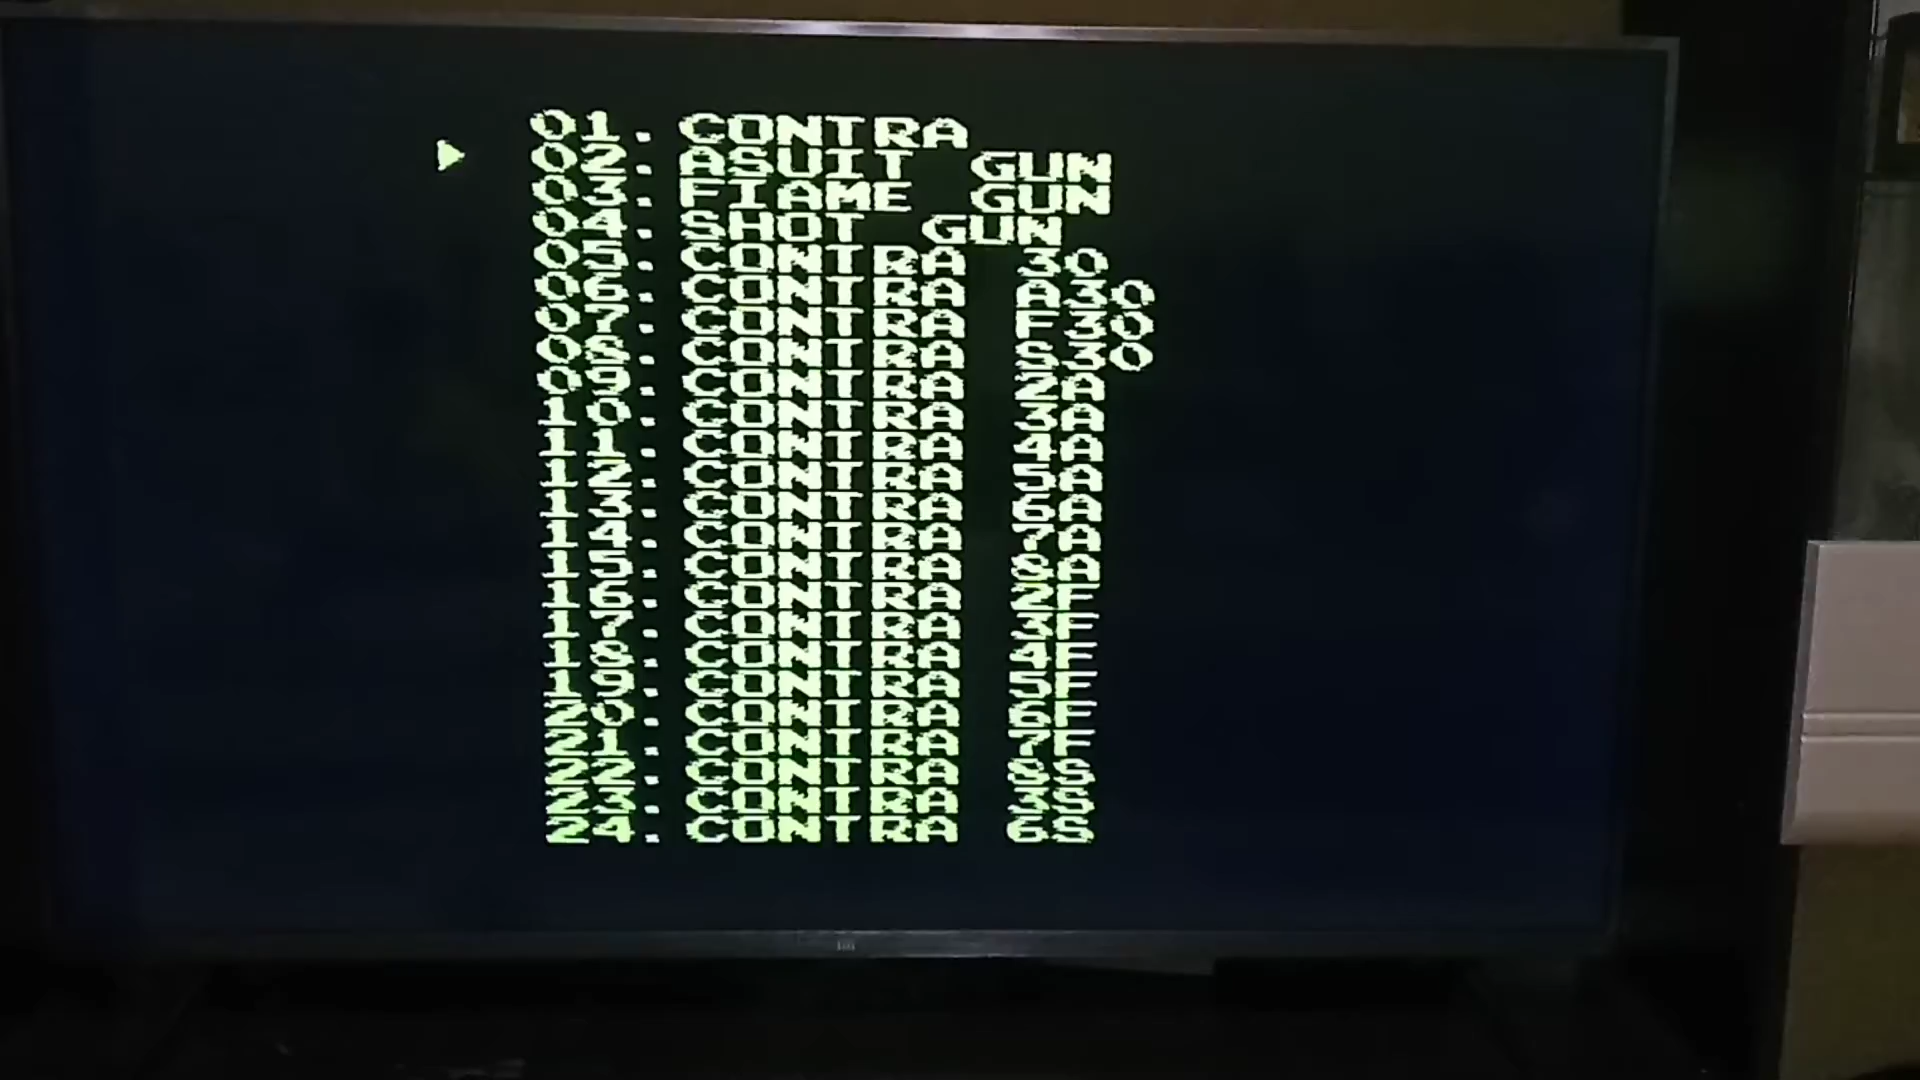 01. CONTRA
02. ASUIT GUN
03. FIAME GUN
04. SHOT GUN
05. CONTRA 30
06. CONTRA A30
07. CONTRA F30
08. CONTRA S30
09. CONTRA 2A
10. CONTRA 3A
11. CONTRA 4A
12. CONTRA 5A
13. CONTRA 6A
14. CONTRA 7A
15. CONTRA 8A
16. CONTRA 2F
17. CONTRA 3F
18. CONTRA 4F
19. CONTRA 5F
20. CONTRA 6F
21. CONTRA 7F
22. CONTRA 8S
23. CONTRA 3S
24. CONTRA 6S